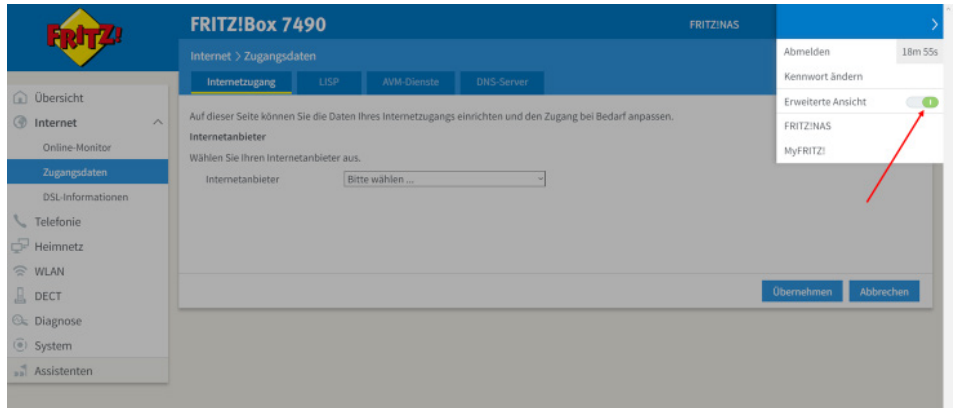 FRITZ!
FRITZ!Box 7490
FRITZ!NAS
Internet > Zugangsdaten
Internetzugang LISP AVM-Dienste DNS-Server
Abmelden 18m 55s
Kennwort ändern
Erweiterte Ansicht
FRITZ!NAS
MyFRITZ!
Übersicht
Internet
Online-Monitor
Zugangsdaten
DSL-Informationen
Telefonie
Heimnetz
WLAN
DECT
Diagnose
System
Assistenten
Auf dieser Seite können Sie die Daten Ihres Internetzugangs einrichten und den Zugang bei Bedarf anpassen.
Internetanbieter
Wählen Sie Ihren Internetanbieter aus.
Internetanbieter Bitte wählen ...
Übernehmen Abbrechen